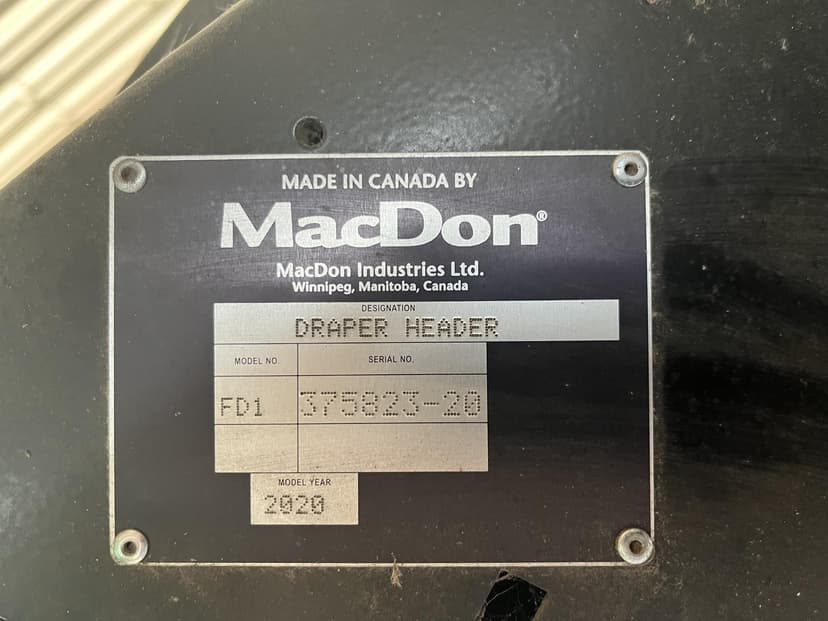 MADE IN CANADA BY
MacDon®
MacDon Industries Ltd.
Winnipeg, Manitoba, Canada
DESIGNATION
DRAPER HEADER
MODEL NO. SERIAL NO.
FD1 375823-20
MODEL YEAR
2020